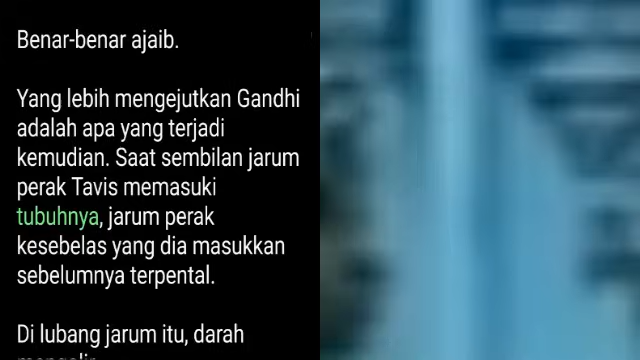 Benar-benar ajaib.
Yang lebih mengejutkan Gandhi
adalah apa yang terjadi
kemudian. Saat sembilan jarum
perak Tavis memasuki
tubuhnya, jarum perak
kesebelas yang dia masukkan
sebelumnya terpental.
Di lubang jarum itu, darah